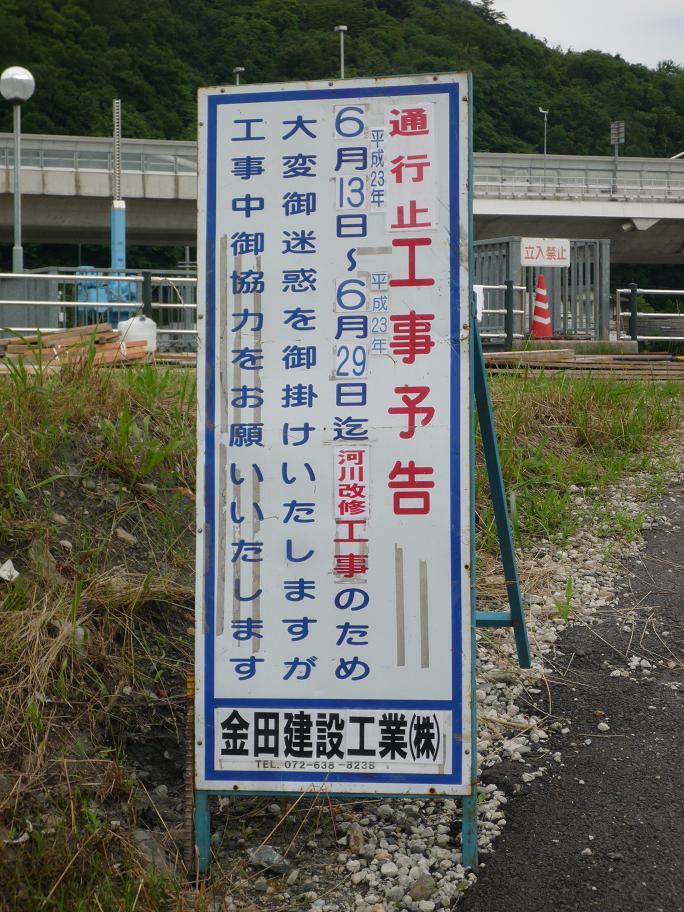 通行止工事予告
平成23年 平成23年
6月13日～6月29日迄河川改修工事のため
大変御迷惑を御掛けいたしますが
工事中御協力をお願いいたします
金田建設工業(株)
TEL. 072-638-8238
立入禁止